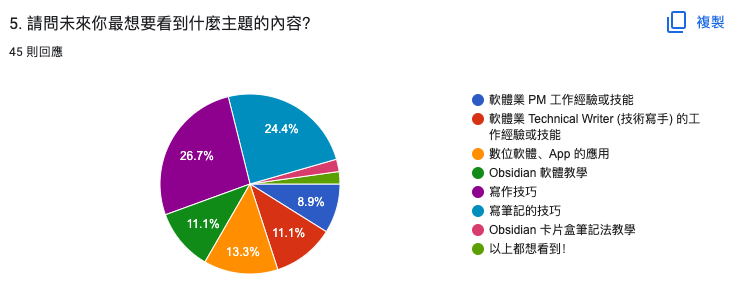 5. 請問未來你最想要看到什麼主題的內容?
複製
45 則回應
24.4%
26.7%
8.9%
11.1%
11.1%
13.3%
軟體業 PM 工作經驗或技能
軟體業 Technical Writer (技術寫手) 的工
作經驗或技能
數位軟體、App 的應用
Obsidian 軟體教學
寫作技巧
寫筆記的技巧
Obsidian 卡片盒筆記法教學
以上都想看到!